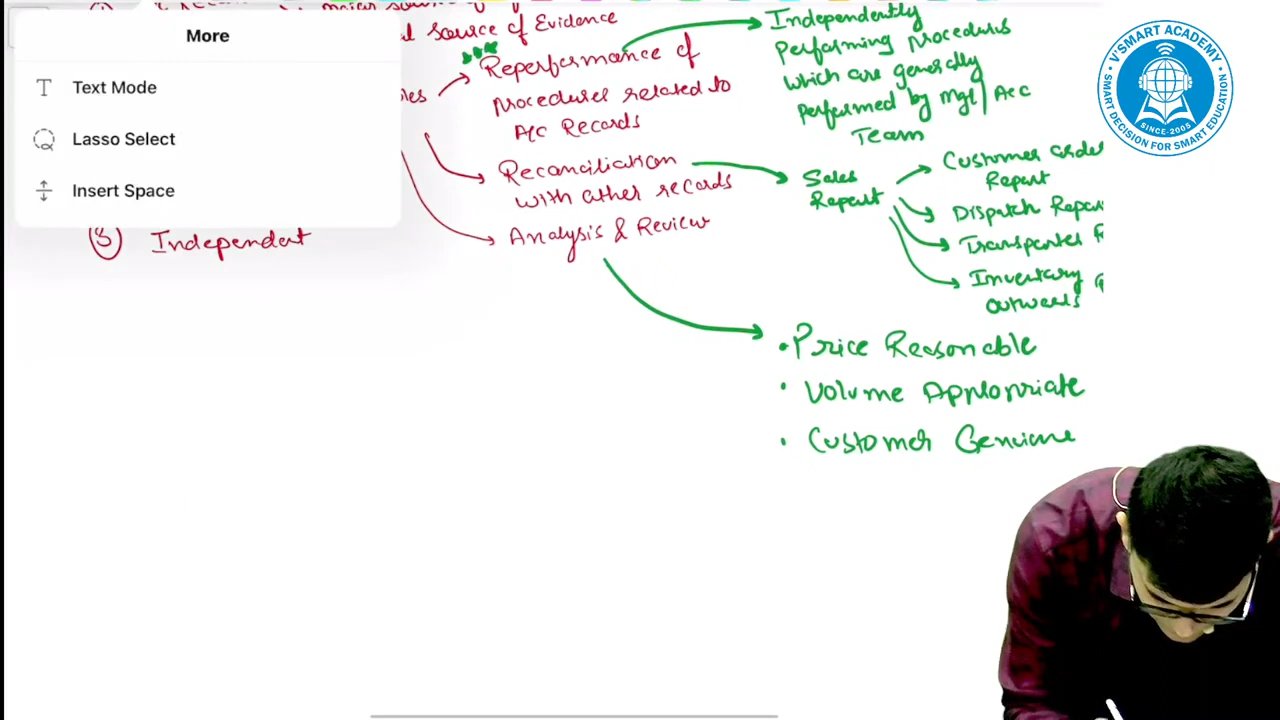 More
Text Mode
Lasso Select
Insert Space
(3) Independent
source of Evidence
Reperformance of
procedures related to
A/c Records
Reconciliation
with other records
Analysis & Review
Independently
Performing Procedures
which are generally
performed by Mgt / Acc
Team
Sales
Report
Customer order
Report
Dispatch Repor
Transporter R
Inventory
outwards
• Price Reasonable
• Volume Appropriate
• Customer Genuine
V'SMART ACADEMY
SINCE-2005
SMART DECISION FOR SMART EDUCATION